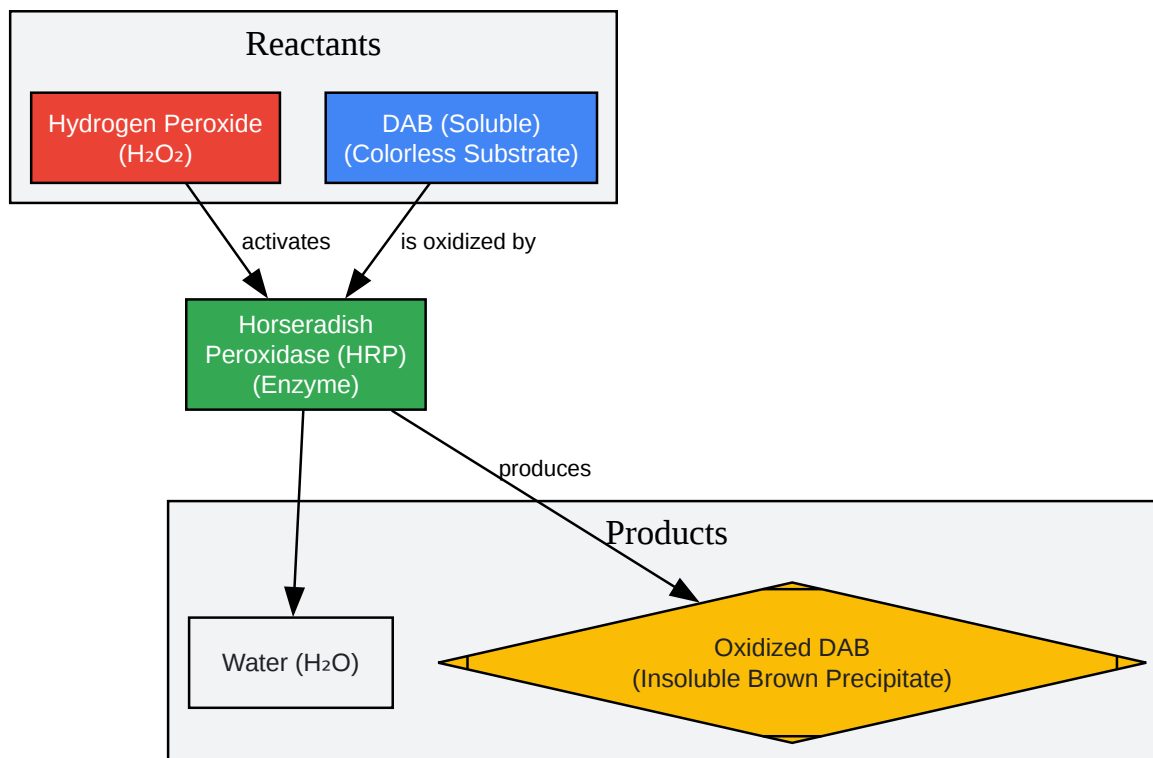 Reactants
Hydrogen Peroxide
(H₂O₂)
DAB (Soluble)
(Colorless Substrate)
activates
is oxidized by
Horseradish
Peroxidase (HRP)
(Enzyme)
produces
Products
Water (H₂O)
Oxidized DAB
(Insoluble Brown Precipitate)